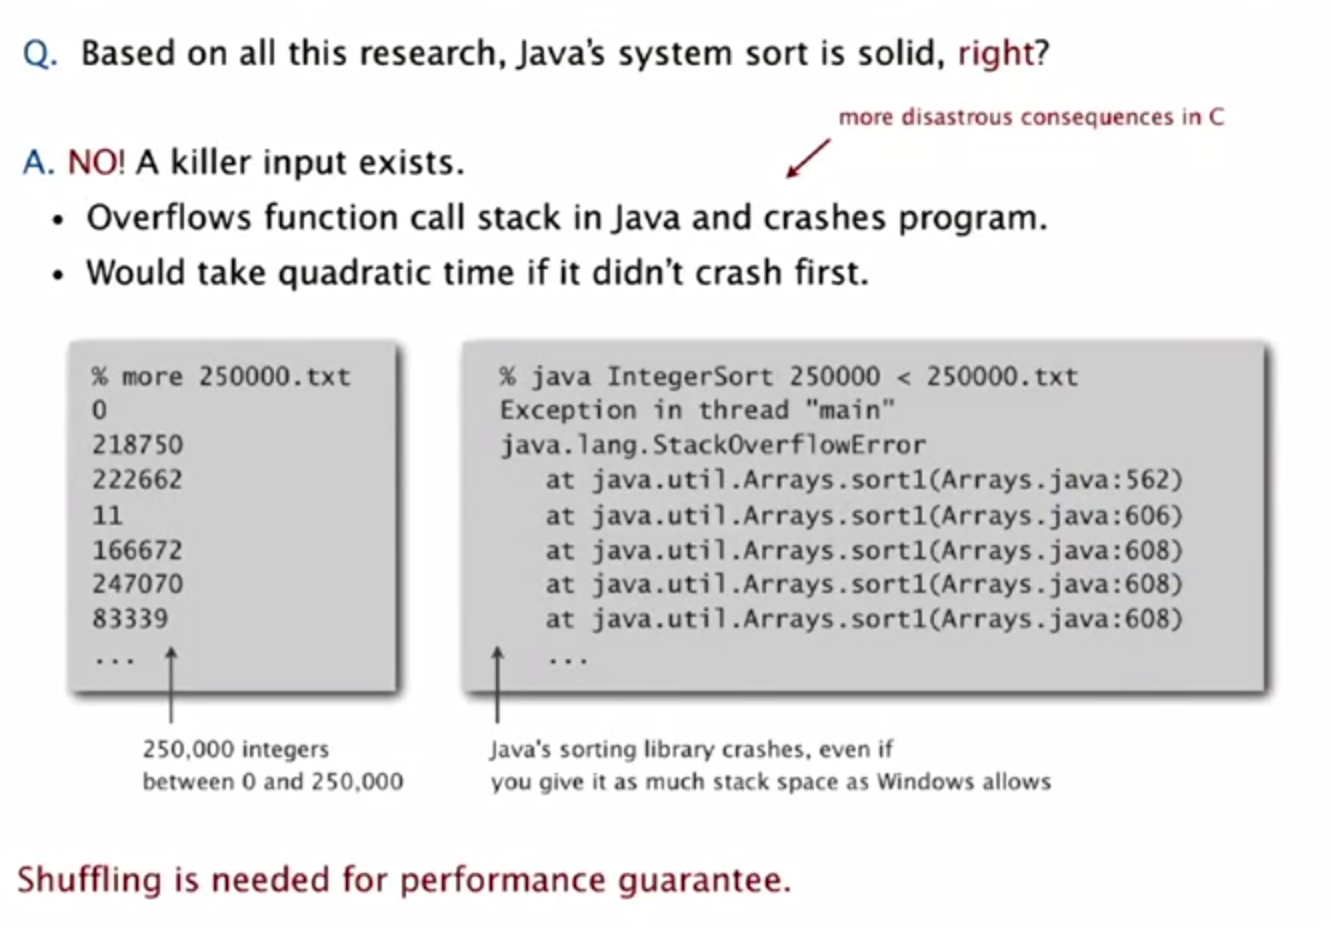 Q. Based on all this research, Java's system sort is solid, right?
more disastrous consequences in C
A. NO! A killer input exists.
• Overflows function call stack in Java and crashes program.
• Would take quadratic time if it didn't crash first.
% more 250000.txt
0
218750
222662
11
166672
247070
83339
...
250,000 integers
between 0 and 250,000
% java IntegerSort 250000 < 250000.txt
Exception in thread "main"
java.lang.StackOverflowError
at java.util.Arrays.sort1(Arrays.java:562)
at java.util.Arrays.sort1(Arrays.java:606)
at java.util.Arrays.sort1(Arrays.java:608)
at java.util.Arrays.sort1(Arrays.java:608)
at java.util.Arrays.sort1(Arrays.java:608)
...
Java's sorting library crashes, even if
you give it as much stack space as Windows allows
Shuffling is needed for performance guarantee.